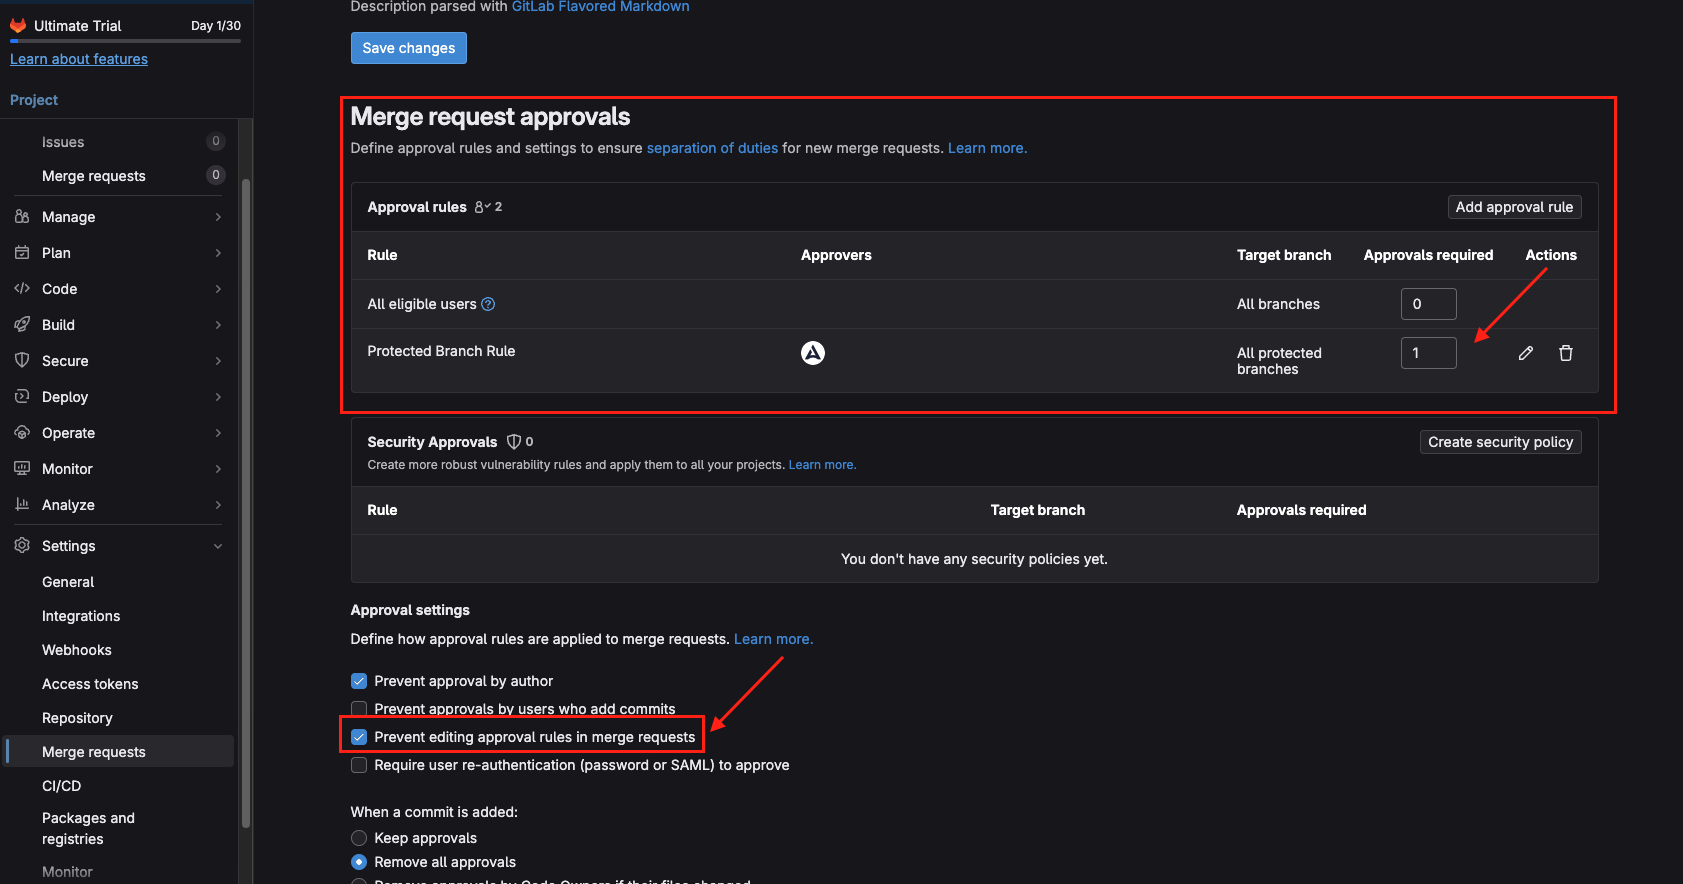 Ultimate Trial
Day 1/30
Learn about features
Project
Issues
0
Merge requests
0
Manage
Plan
Code
Build
Secure
Deploy
Operate
Monitor
Analyze
Settings
General
Integrations
Webhooks
Access tokens
Repository
Merge requests
CI/CD
Packages and
registries
Monitor
Description parsed with GitLab Flavored Markdown
Save changes
Merge request approvals
Define approval rules and settings to ensure separation of duties for new merge requests. Learn more.
Approval rules 2
Add approval rule
Rule
Approvers
Target branch
Approvals required
Actions
All eligible users
All branches
0
Protected Branch Rule
All protected
branches
1
Security Approvals 0
Create security policy
Create more robust vulnerability rules and apply them to all your projects. Learn more.
Rule
Target branch
Approvals required
You don't have any security policies yet.
Approval settings
Define how approval rules are applied to merge requests. Learn more.
Prevent approval by author
Prevent approvals by users who add commits
Prevent editing approval rules in merge requests
Require user re-authentication (password or SAML) to approve
When a commit is added:
Keep approvals
Remove all approvals
Remove approvals by Code Owners if their files changed